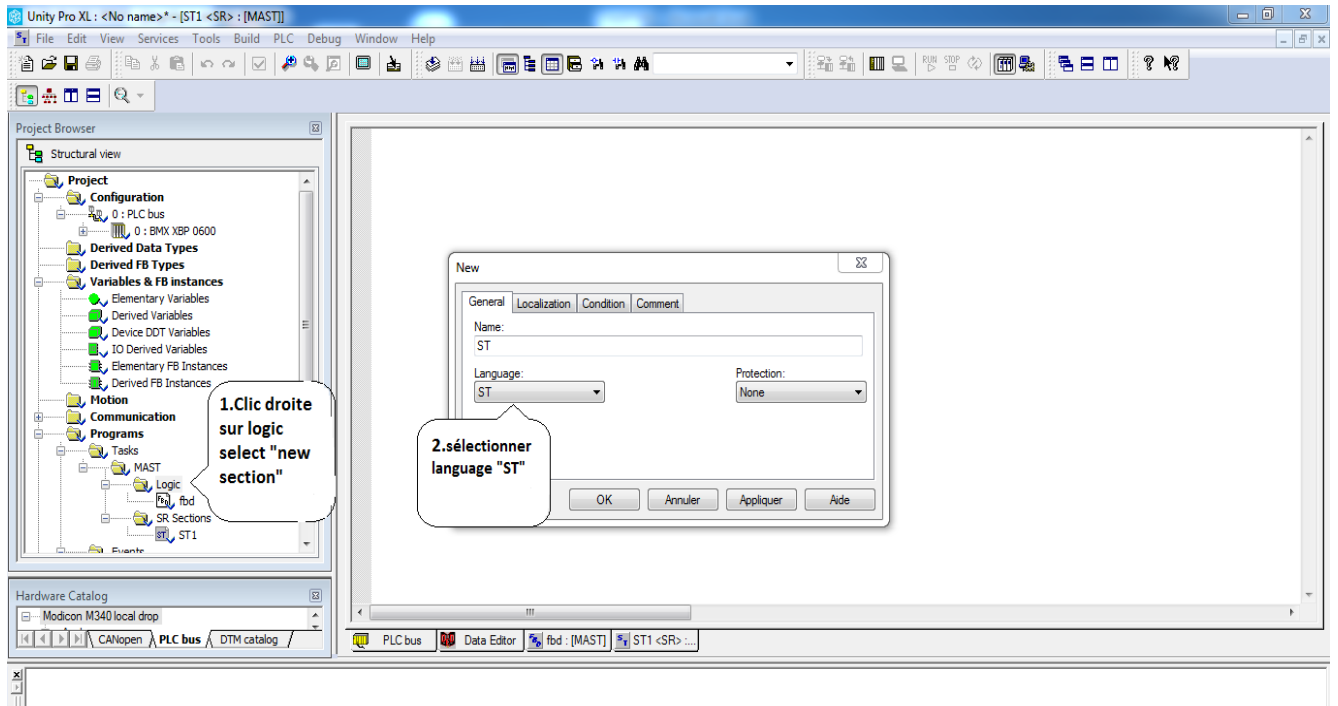 Unity Pro XL : <No name>* - [ST1 <SR> : [MAST]]
File Edit View Services Tools Build PLC Debug Window Help
RUN STOP
Project Browser
Structural view
Project
Configuration
0 : PLC bus
0 : BMX XBP 0600
Derived Data Types
Derived FB Types
Variables & FB instances
Elementary Variables
Derived Variables
Device DDT Variables
IO Derived Variables
Elementary FB Instances
Derived FB Instances
Motion
Communication
Programs
Tasks
MAST
Logic
fbd
SR Sections
ST1
Events
1.Clic droite
sur logic
select "new
section"
New
General Localization Condition Comment
Name:
ST
Language: Protection:
ST None
OK Annuler Appliquer Aide
2.sélectionner
language "ST"
Hardware Catalog
Modicon M340 local drop
CANopen PLC bus DTM catalog
PLC bus Data Editor fbd : [MAST] ST1 <SR> :...